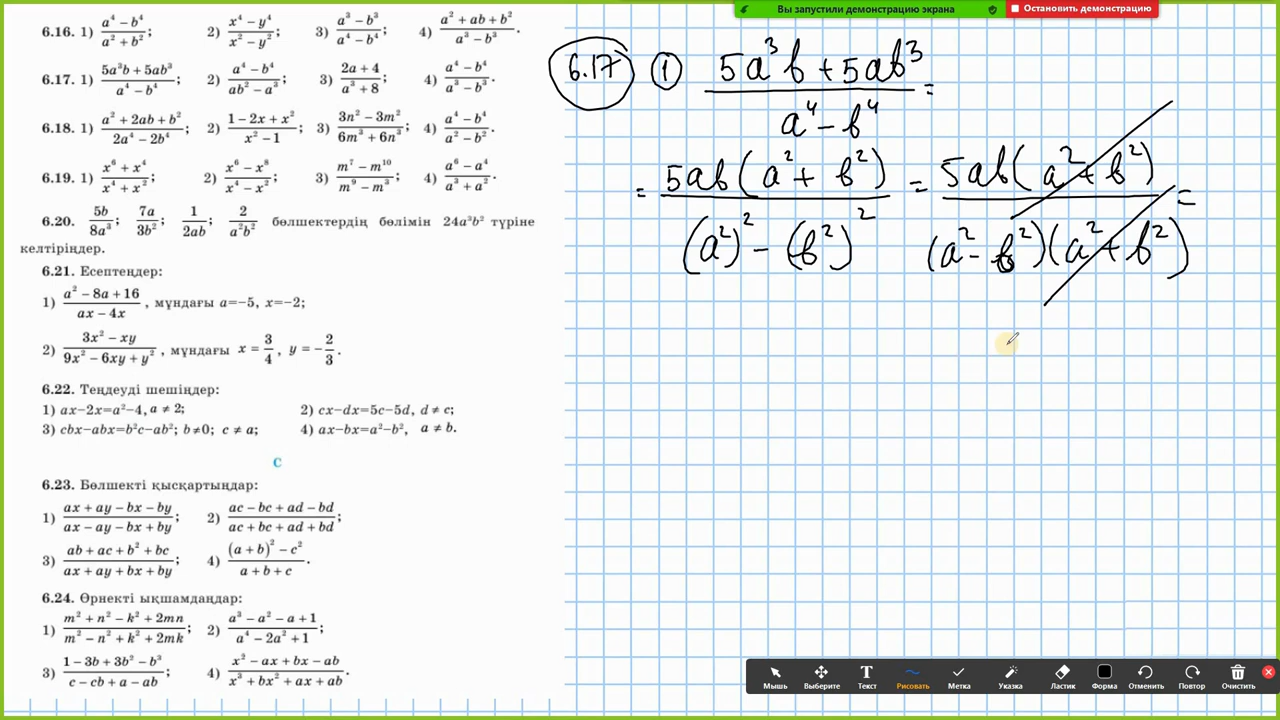 Вы запустили демонстрацию экрана
Остановить демонстрацию
6.16. 1) (a⁴ − b⁴)/(a² + b²); 2) (x⁴ − y⁴)/(x² − y²); 3) (a³ − b³)/(a⁴ − b⁴); 4) (a² + ab + b²)/(a³ − b³).
6.17. 1) (5a³b + 5ab³)/(a⁴ − b⁴); 2) (a⁴ − b⁴)/(ab² − a³); 3) (2a + 4)/(a³ + 8); 4) (a⁴ − b⁴)/(a³ − b³).
6.18. 1) (a² + 2ab + b²)/(2a⁴ − 2b⁴); 2) (1 − 2x + x²)/(x² − 1); 3) (3n² − 3m²)/(6m³ + 6n³); 4) (a⁴ − b⁴)/(a² − b²).
6.19. 1) (x⁶ + x⁴)/(x⁴ + x²); 2) (x⁶ − x⁸)/(x⁴ − x²); 3) (m⁷ − m¹⁰)/(m⁹ − m³); 4) (a⁶ − a⁴)/(a³ + a²).
6.20. 5b/8a³; 7a/3b²; 1/2ab; 2/a²b² бөлшектердің бөлімін 24a³b² түріне
келтіріңдер.
6.21. Есептеңдер:
1) (a² − 8a + 16)/(ax − 4x), мұндағы a=−5, x=−2;
2) (3x² − xy)/(9x² − 6xy + y²), мұндағы x = 3/4, y = −2/3.
6.22. Теңдеуді шешіңдер:
1) ax−2x=a²−4, a ≠ 2; 2) cx−dx=5c−5d, d ≠ c;
3) cbx−abx=b²c−ab²; b≠0; c ≠ a; 4) ax−bx=a²−b², a ≠ b.
C
6.23. Бөлшекті қысқартыңдар:
1) (ax + ay − bx − by)/(ax − ay − bx + by); 2) (ac − bc + ad − bd)/(ac + bc + ad + bd);
3) (ab + ac + b² + bc)/(ax + ay + bx + by); 4) ((a + b)² − c²)/(a + b + c).
6.24. Өрнекті ықшамдаңдар:
1) (m² + n² − k² + 2mn)/(m² − n² + k² + 2mk); 2) (a³ − a² − a + 1)/(a⁴ − 2a² + 1);
3) (1 − 3b + 3b² − b³)/(c − cb + a − ab); 4) (x² − ax + bx − ab)/(x³ + bx² + ax + ab).
6.17 1 (5a³b + 5ab³)/(a⁴ − b⁴) =
= 5ab(a² + b²)/((a²)² − (b²)²) = 5ab(a² + b²)/((a² − b²)(a² + b²)) =
Мышь Выберите Текст Рисовать Метка Указка Ластик Форма Отменить Повтор Очистить